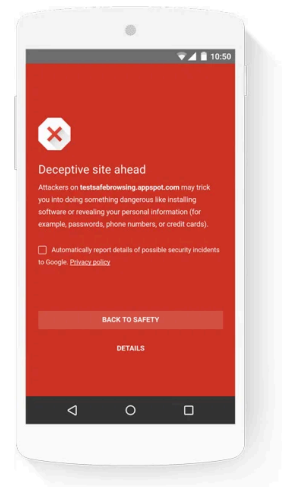 10:50
Deceptive site ahead
Attackers on testsafebrowsing.appspot.com may trick
you into doing something dangerous like installing
software or revealing your personal information (for
example, passwords, phone numbers, or credit cards).
Automatically report details of possible security incidents
to Google. Privacy policy
BACK TO SAFETY
DETAILS